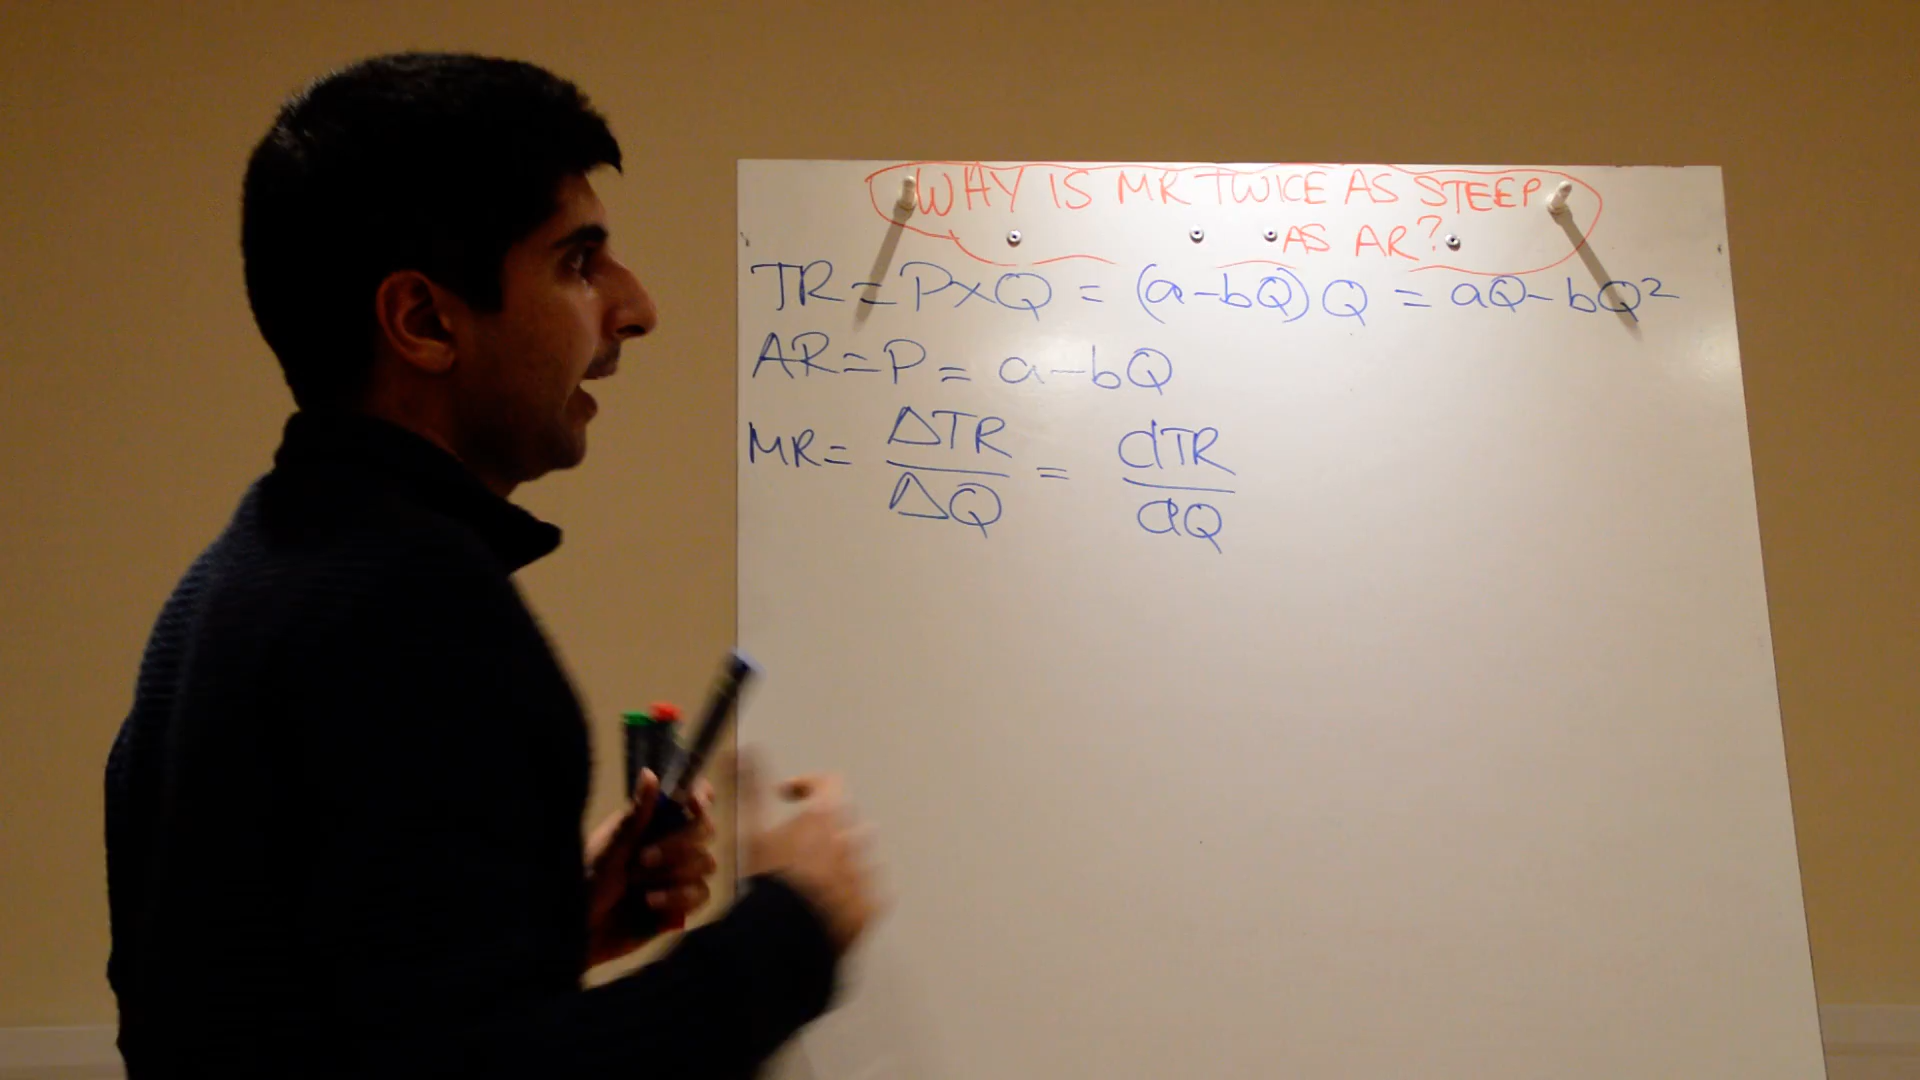 WHY IS MR TWICE AS STEEP
AS AR?
TR = P×Q = (a-bQ)Q = aQ - bQ²
AR = P = a-bQ
MR = ΔTR/ΔQ = dTR/dQ